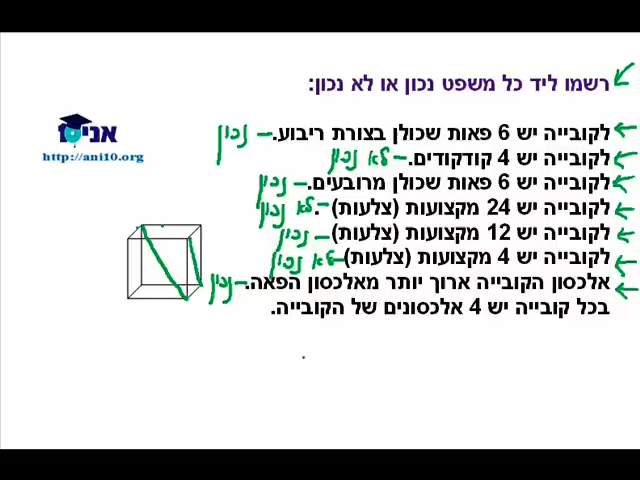 רשמו ליד כל משפט נכון או לא נכון:
לקובייה יש 6 פאות שכולן בצורת ריבוע. – נכון
לקובייה יש 4 קודקודים. – לא נכון
לקובייה יש 6 פאות שכולן מרובעים. – נכון
לקובייה יש 24 מקצועות (צלעות). – לא נכון
לקובייה יש 12 מקצועות (צלעות) – נכון
לקובייה יש 4 מקצועות (צלעות) – לא נכון
אלכסון הקובייה ארוך יותר מאלכסון הפאה. – נכון
בכל קובייה יש 4 אלכסונים של הקובייה.
אני10
http://ani10.org